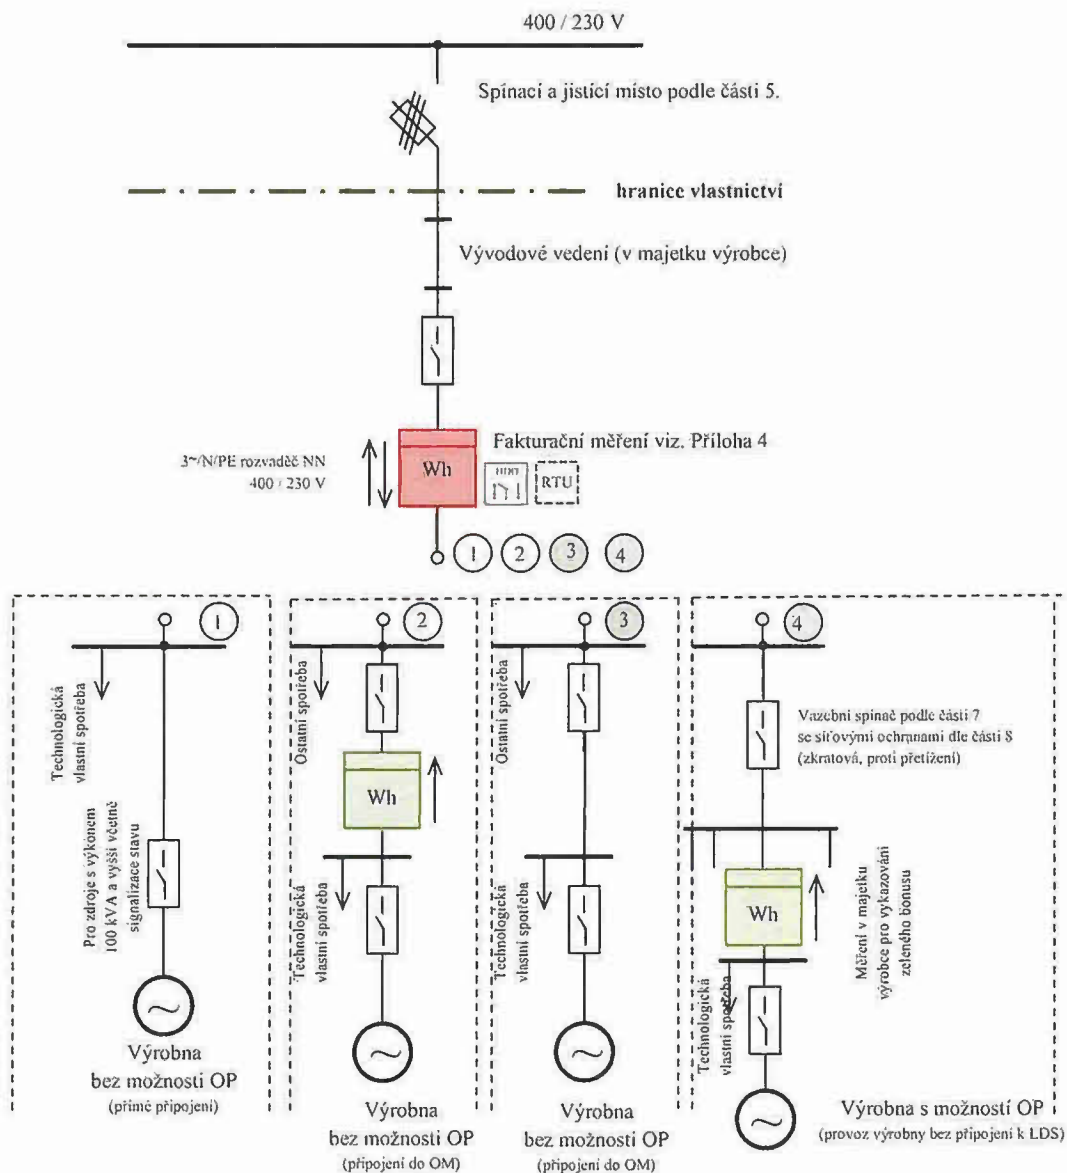 400 / 230 V
Spínací a jistící místo podle části 5.
hranice vlastnictví
Vývodové vedení (v majetku výrobce)
Fakturační měření viz. Příloha 4
3~/N/PE rozvaděč NN
400 / 230 V
Wh
RTU
1
2
3
4
1
Technologická
vlastní spotřeba
Pro zdroje s výkonem
100 kVA a vyšší včetně
signalizace stavu
Výrobna
bez možnosti OP
(přímé připojení)
2
Ostatní spotřeba
Wh
Technologická
vlastní spotřeba
Výrobna
bez možnosti OP
(připojení do OM)
3
Ostatní spotřeba
Technologická
vlastní spotřeba
Výrobna
bez možnosti OP
(připojení do OM)
4
Vazební spínač podle části 7
se síťovými ochranami dle části 8
(zkratová, proti přetížení)
Wh
Měření v majetku
výrobce pro vykazování
zeleného bonusu
Technologická
vlastní spotřeba
Výrobna s možností OP
(provoz výrobny bez připojení k LDS)